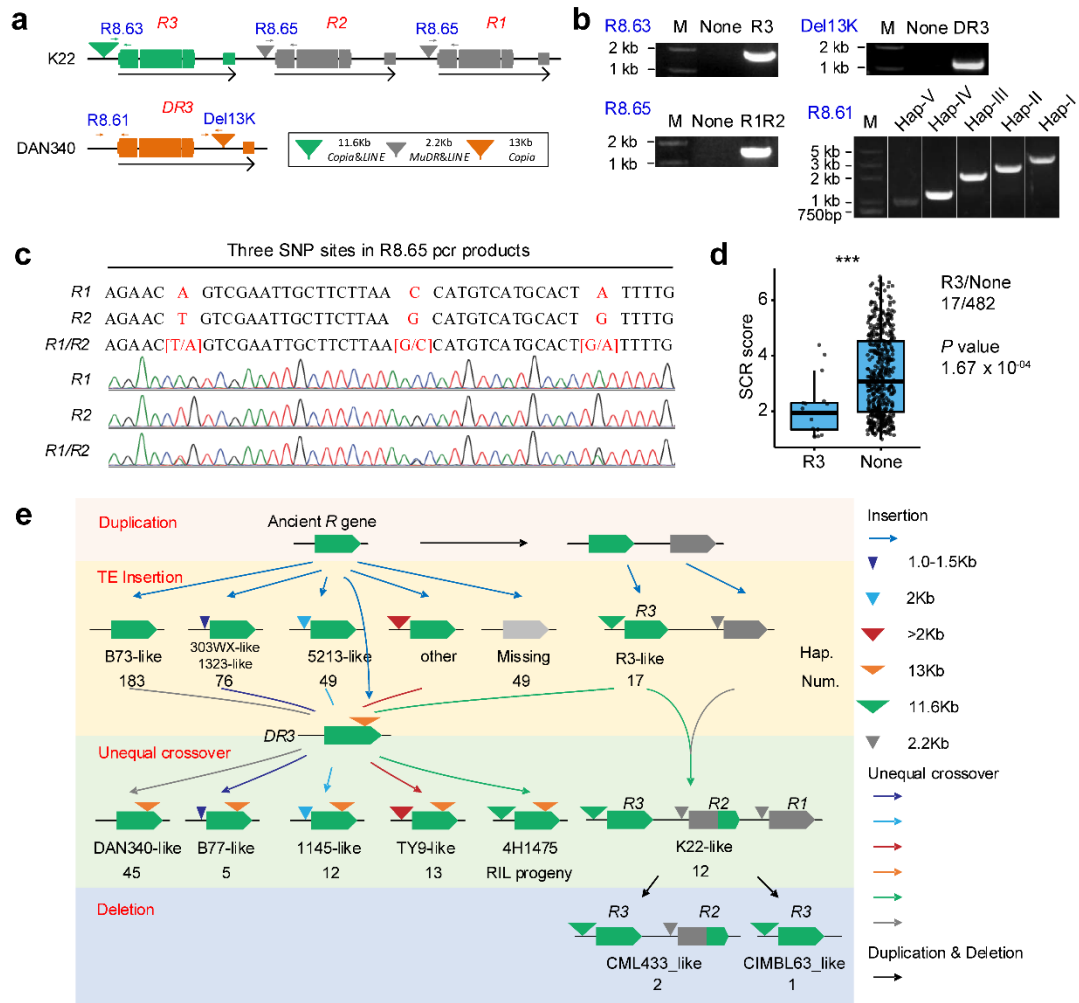 a
R8.63
R3
R8.65
R2
R8.65
R1
K22
R8.61
DR3
Del13K
DAN340
11.6Kb
Copia&LINE
2.2Kb
MuDR&LINE
13Kb
Copia
b
R8.63
M None R3
2 kb
1 kb
Del13K
M None DR3
2 kb
1 kb
R8.65
M None R1R2
2 kb
1 kb
R8.61
M
Hap-V
Hap-IV
Hap-III
Hap-II
Hap-I
5 kb
3 kb
2 kb
1 kb
750bp
c
Three SNP sites in R8.65 pcr products
R1 AGAAC A GTCGAATTGCTTCTTAA C CATGTCATGCACT A TTTTG
R2 AGAAC T GTCGAATTGCTTCTTAA G CATGTCATGCACT G TTTTG
R1/R2 AGAAC[T/A]GTCGAATTGCTTCTTAA[G/C]CATGTCATGCACT[G/A]TTTTG
R1
R2
R1/R2
d
***
SCR score
6
4
2
R3
None
R3/None
17/482
P value
1.67 x 10-04
e
Duplication
Ancient R gene
TE Insertion
R3
B73-like
303WX-like
1323-like
5213-like
other
Missing
R3-like
Hap.
183
76
49
49
17
Num.
DR3
Unequal crossover
R3
R2
R1
DAN340-like
B77-like
1145-like
TY9-like
4H1475
K22-like
45
5
12
13
RIL progeny
12
Deletion
R3
R2
R3
CML433_like
CIMBL63_like
2
1
Insertion
1.0-1.5Kb
2Kb
>2Kb
13Kb
11.6Kb
2.2Kb
Unequal crossover
Duplication & Deletion